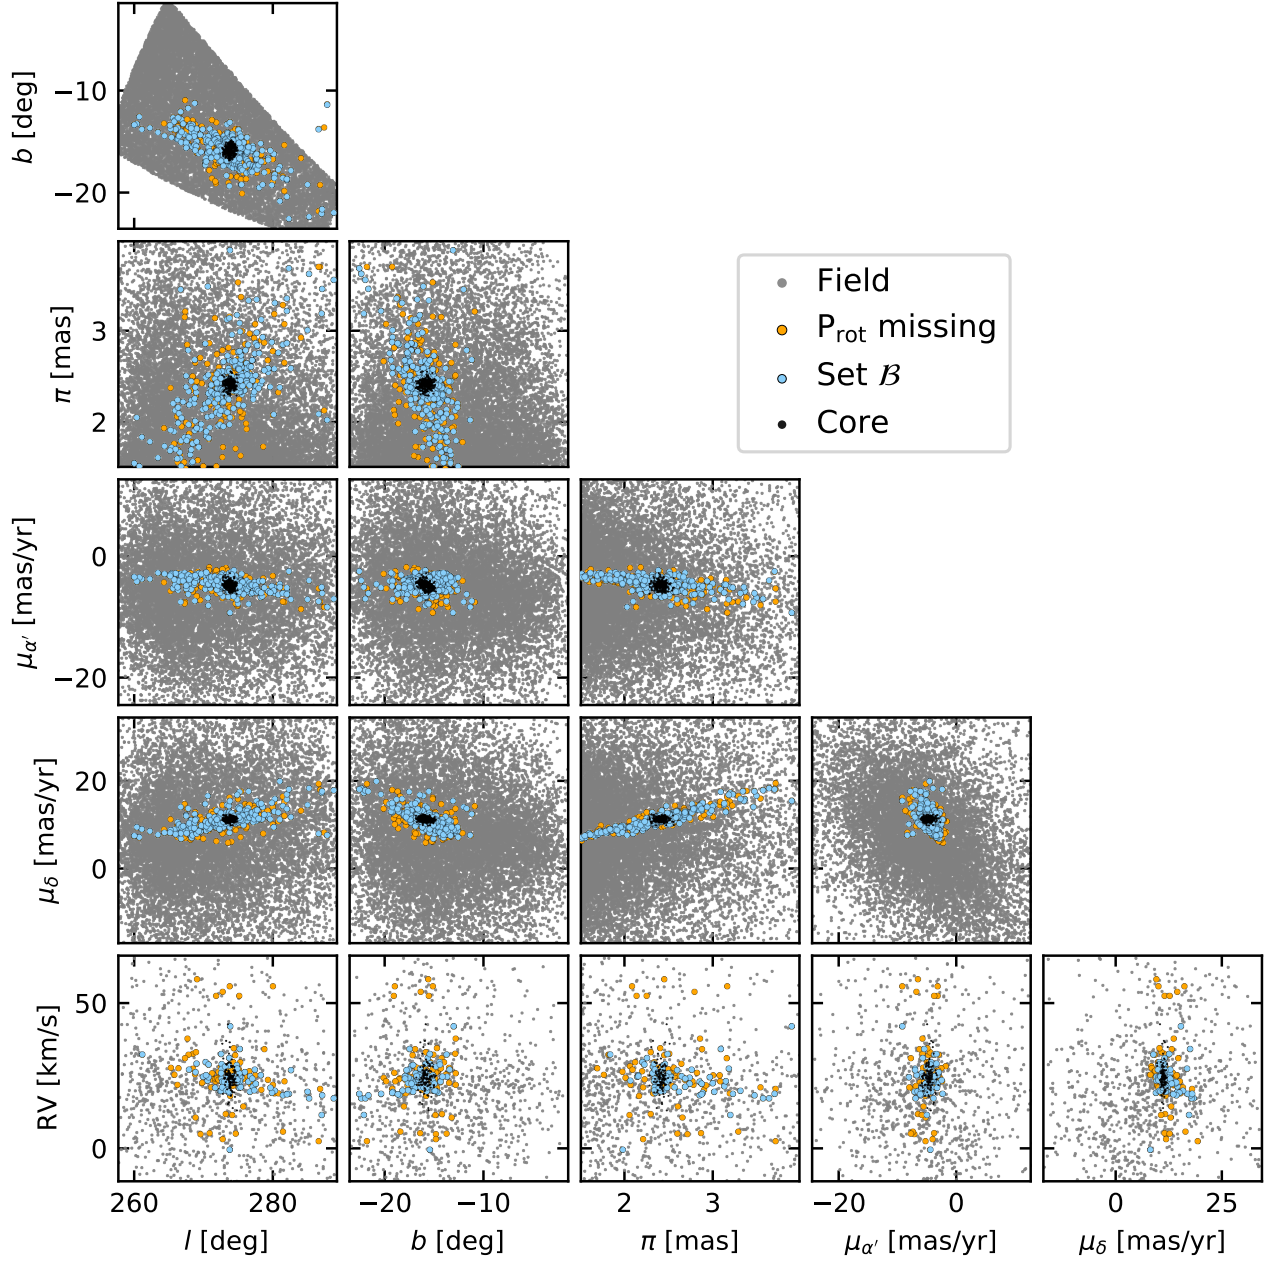 b [deg]
−10
−20
π [mas]
3
2
Field
P_rot missing
Set ℬ
Core
μ_α′ [mas/yr]
0
−20
μ_δ [mas/yr]
20
0
RV [km/s]
50
0
260 280 −20 −10 2 3 −20 0 0 25
l [deg] b [deg] π [mas] μ_α′ [mas/yr] μ_δ [mas/yr]